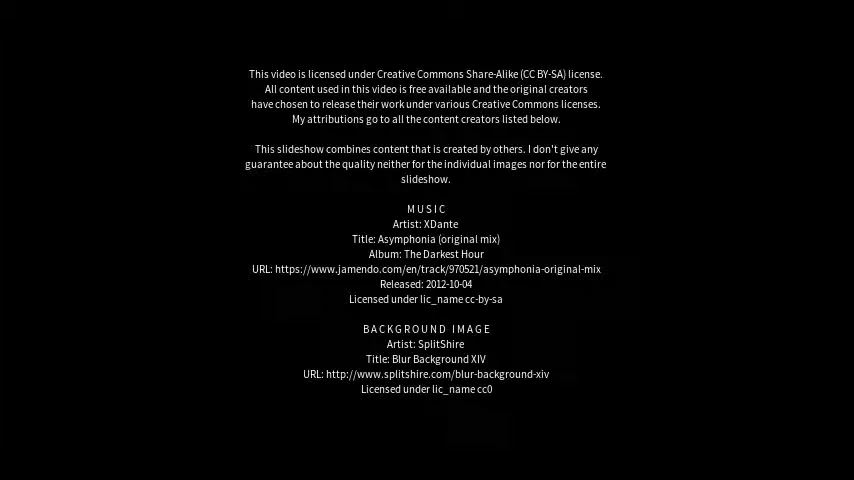 This video is licensed under Creative Commons Share-Alike (CC BY-SA) license.
All content used in this video is free available and the original creators
have chosen to release their work under various Creative Commons licenses.
My attributions go to all the content creators listed below.
This slideshow combines content that is created by others. I don't give any
guarantee about the quality neither for the individual images nor for the entire
slideshow.
MUSIC
Artist: XDante
Title: Asymphonia (original mix)
Album: The Darkest Hour
URL: https://www.jamendo.com/en/track/970521/asymphonia-original-mix
Released: 2012-10-04
Licensed under lic_name cc-by-sa
BACKGROUND IMAGE
Artist: SplitShire
Title: Blur Background XIV
URL: http://www.splitshire.com/blur-background-xiv
Licensed under lic_name cc0